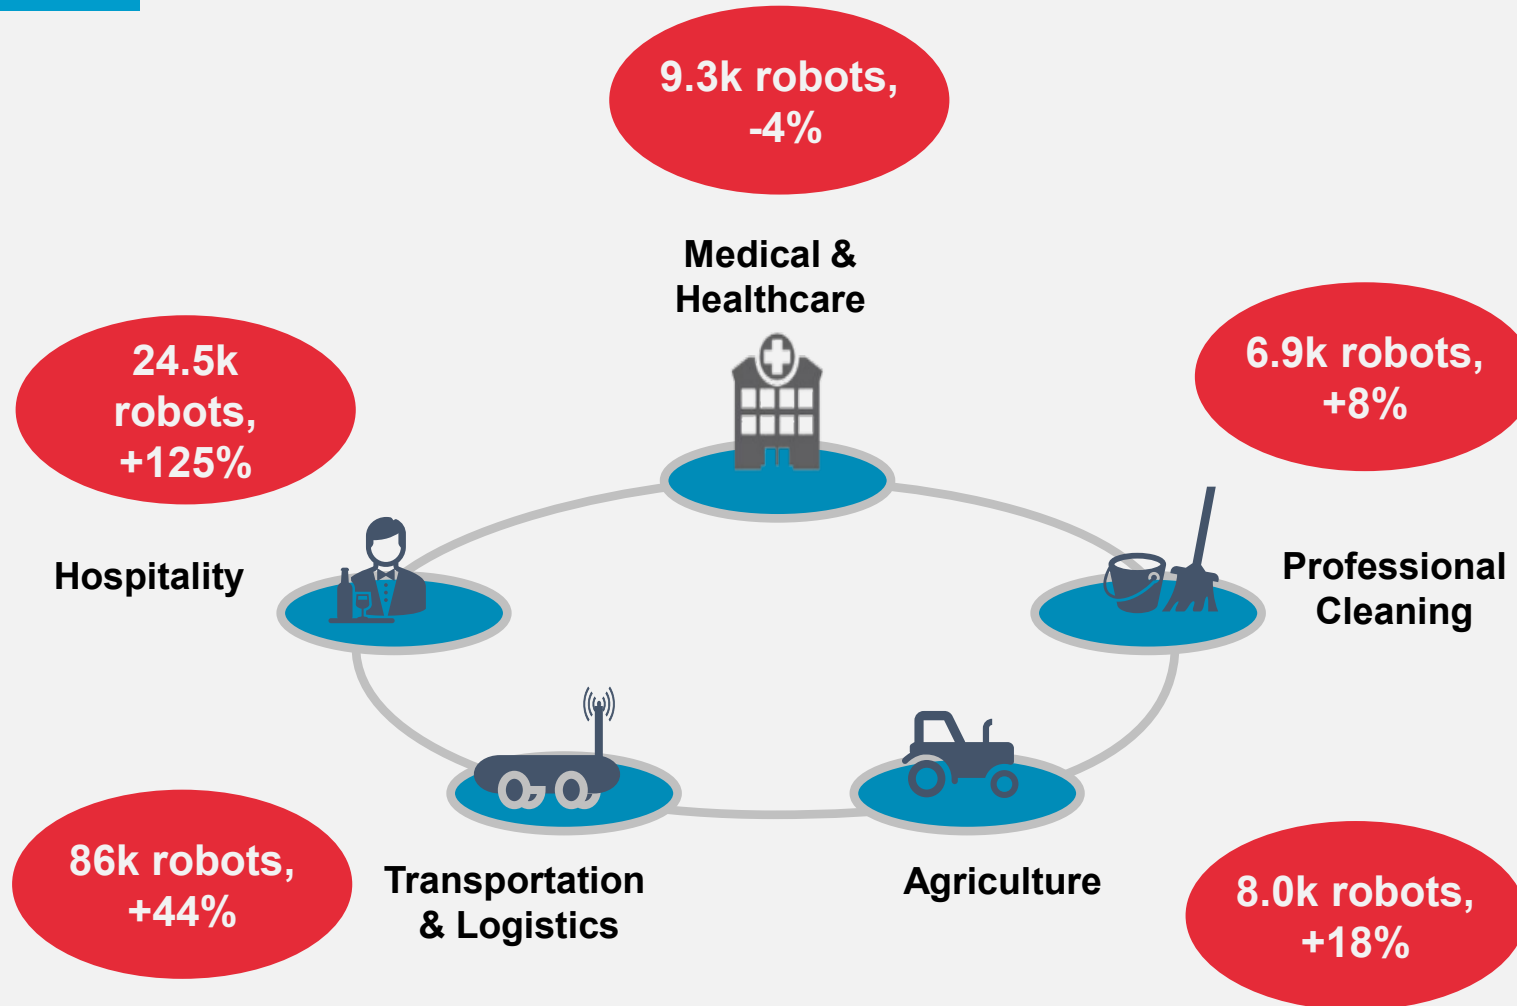 9.3k robots,
-4%
Medical &
Healthcare
24.5k
robots,
+125%
Hospitality
6.9k robots,
+8%
Professional
Cleaning
86k robots,
+44%
Transportation
& Logistics
Agriculture
8.0k robots,
+18%